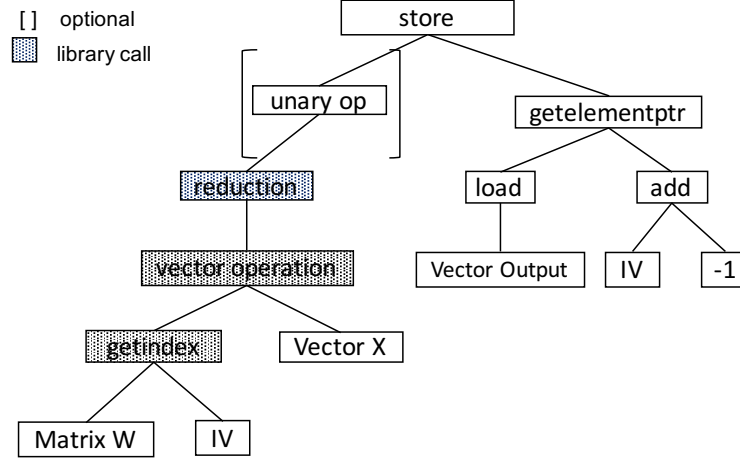 [ ] optional
library call
store
unary op
getelementptr
reduction
load
add
vector operation
Vector Output
IV
-1
getindex
Vector X
Matrix W
IV